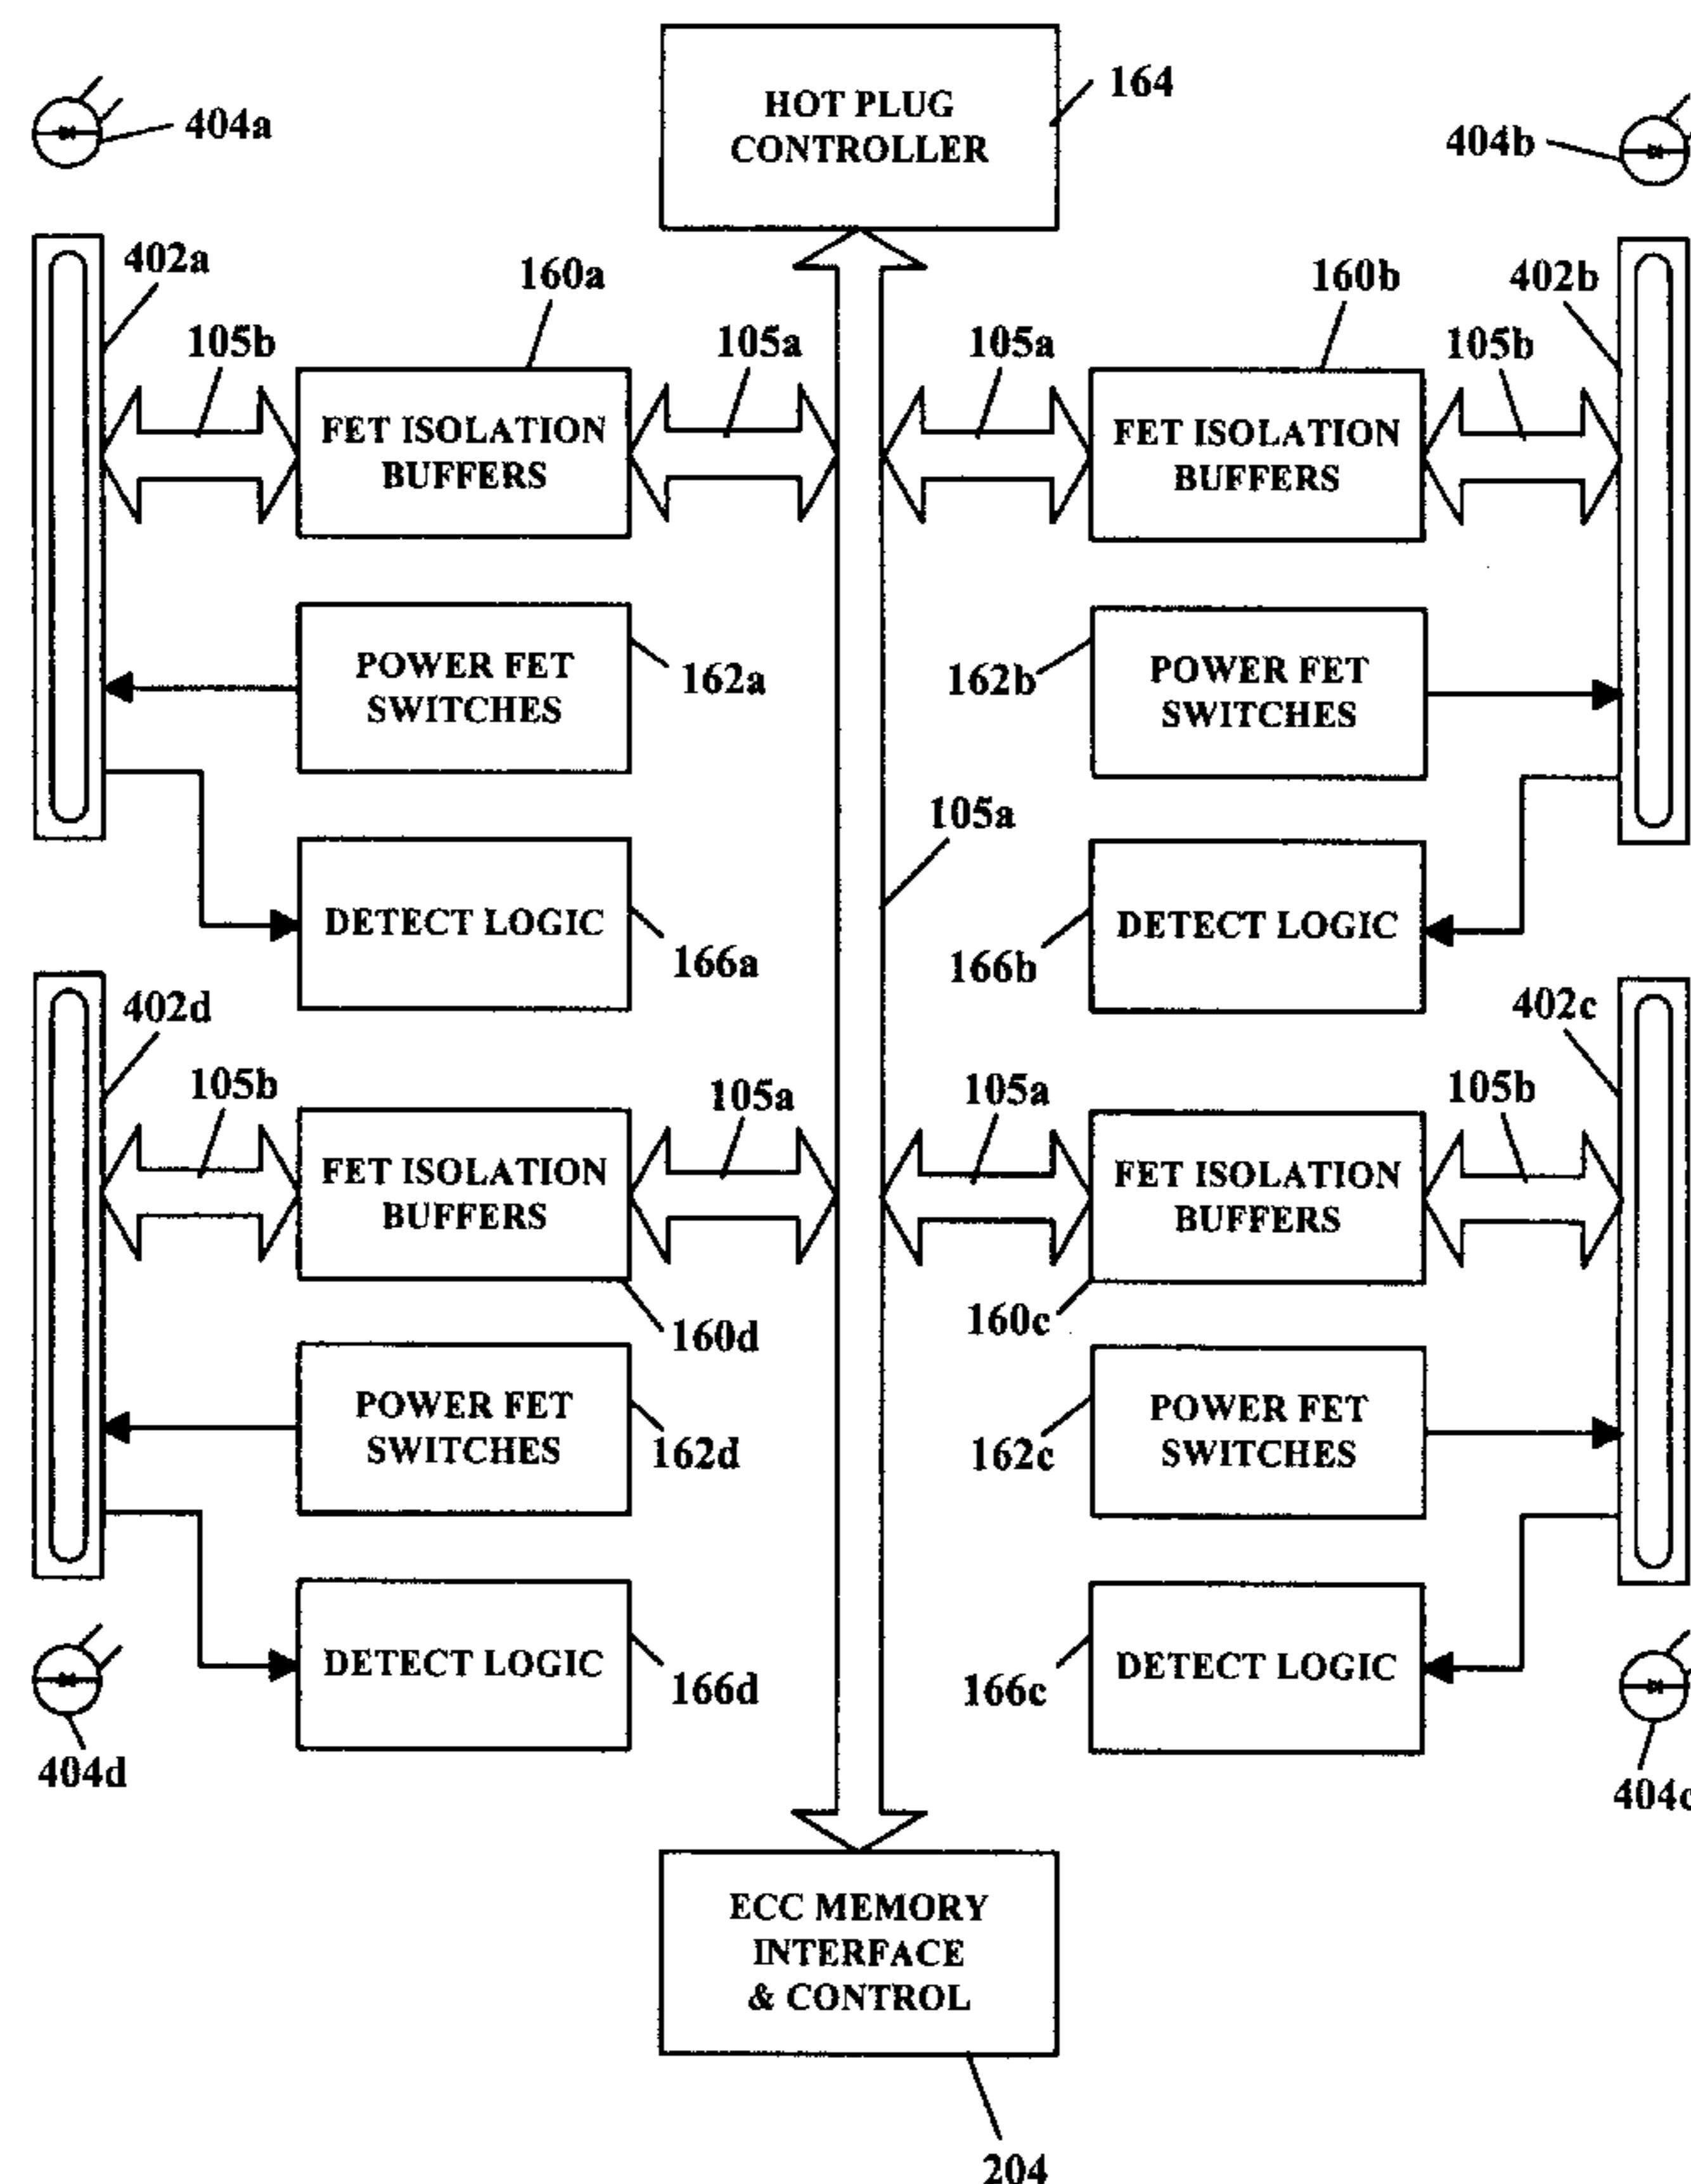 HOT PLUG
CONTROLLER
164
404a
404b
402a
160a
160b
402b
105b
105a
105a
105b
FET ISOLATION
BUFFERS
FET ISOLATION
BUFFERS
POWER FET
SWITCHES
162a
162b
POWER FET
SWITCHES
105a
DETECT LOGIC
166a
166b
DETECT LOGIC
402d
402c
105b
105a
105a
105b
FET ISOLATION
BUFFERS
FET ISOLATION
BUFFERS
160d
160c
POWER FET
SWITCHES
162d
162c
POWER FET
SWITCHES
DETECT LOGIC
166d
166c
DETECT LOGIC
404d
404c
ECC MEMORY
INTERFACE
& CONTROL
204